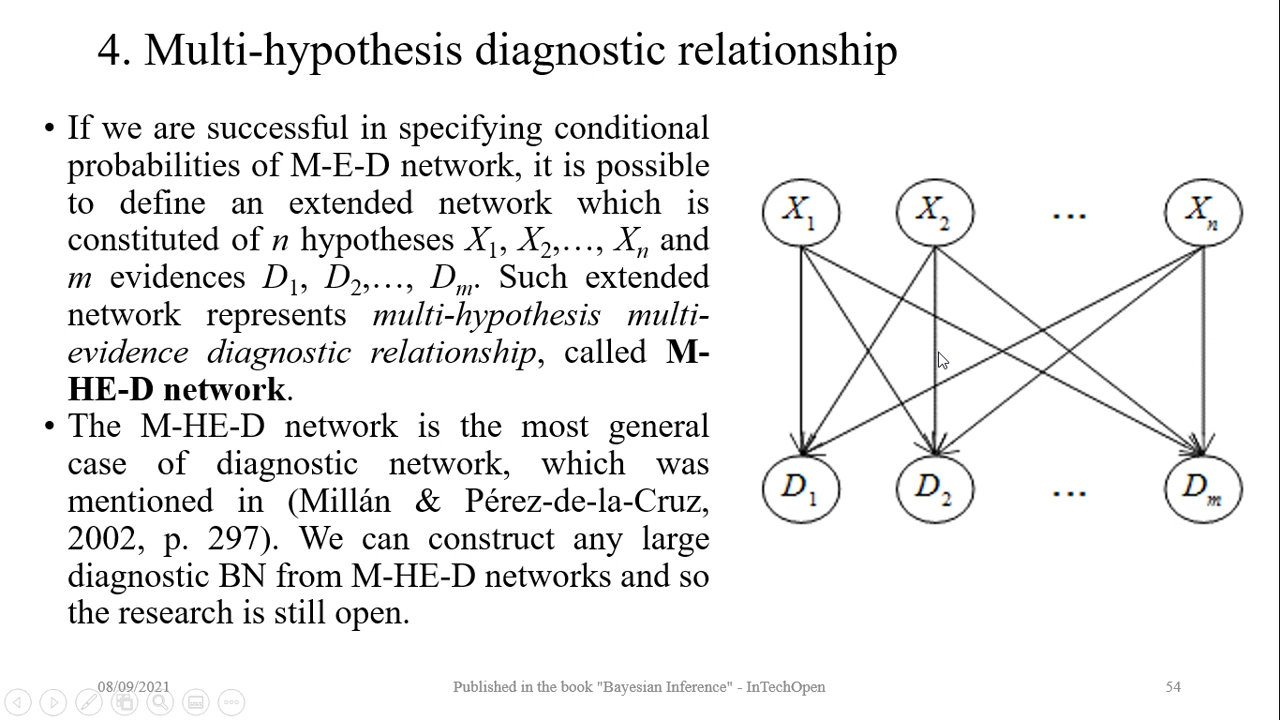 4. Multi-hypothesis diagnostic relationship
• If we are successful in specifying conditional
probabilities of M-E-D network, it is possible
to define an extended network which is
constituted of n hypotheses X1, X2,…, Xn and
m evidences D1, D2,…, Dm. Such extended
network represents multi-hypothesis multi-
evidence diagnostic relationship, called M-
HE-D network.
• The M-HE-D network is the most general
case of diagnostic network, which was
mentioned in (Millán & Pérez-de-la-Cruz,
2002, p. 297). We can construct any large
diagnostic BN from M-HE-D networks and so
the research is still open.
X1 X2 … Xn
D1 D2 … Dm
08/09/2021 Published in the book "Bayesian Inference" - InTechOpen 54